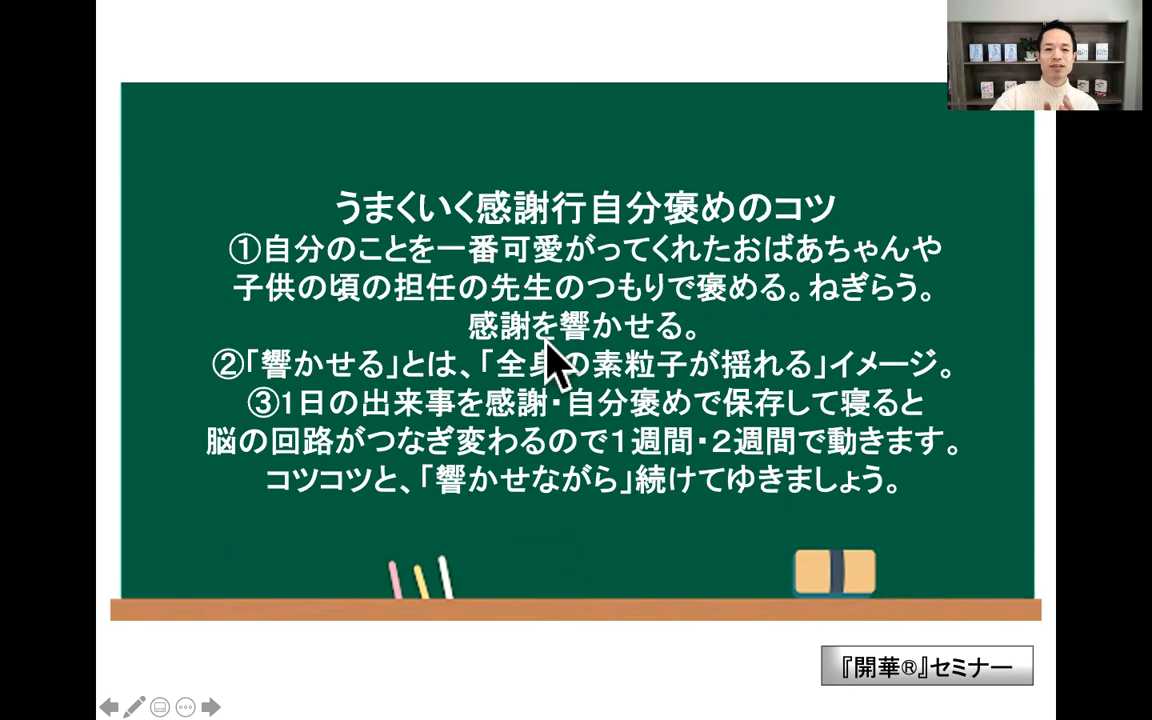 うまくいく感謝行自分褒めのコツ
①自分のことを一番可愛がってくれたおばあちゃんや
子供の頃の担任の先生のつもりで褒める。ねぎらう。
感謝を響かせる。
②「響かせる」とは、「全身の素粒子が揺れる」イメージ。
③1日の出来事を感謝・自分褒めで保存して寝ると
脳の回路がつなぎ変わるので１週間・２週間で動きます。
コツコツと、「響かせながら」続けてゆきましょう。
『開華®』セミナー